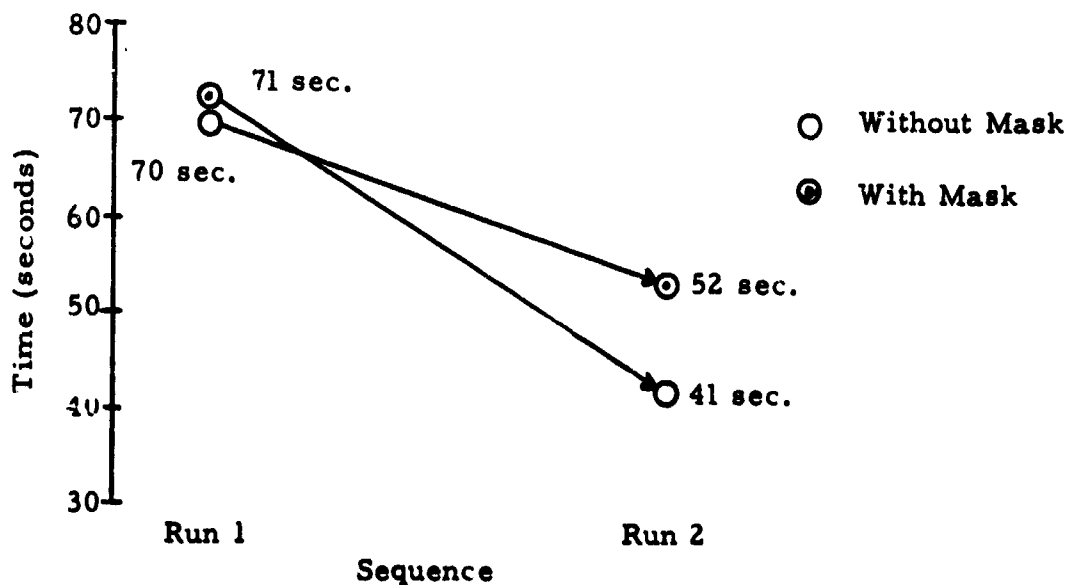 80
71 sec.
70
Without Mask
70 sec.
With Mask
60
52 sec.
50
41 sec.
40
30
Time (seconds)
Run 1
Run 2
Sequence